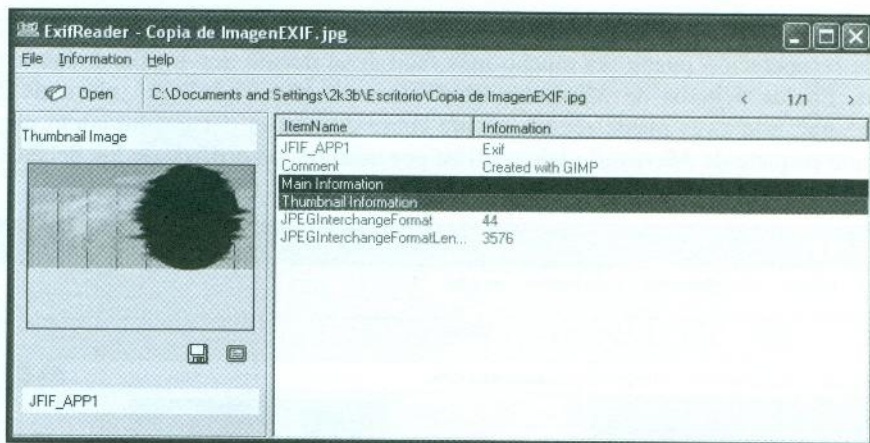 ExifReader - Copia de ImagenEXIF.jpg
File Information Help
Open C:\Documents and Settings\2k3b\Escritorio\Copia de ImagenEXIF.jpg < 1/1 >
Thumbnail Image
JFIF_APP1
ItemName Information
JFIF_APP1 Exif
Comment Created with GIMP
Main Information
Thumbnail Information
JPEGInterchangeFormat 44
JPEGInterchangeFormatLen... 3576